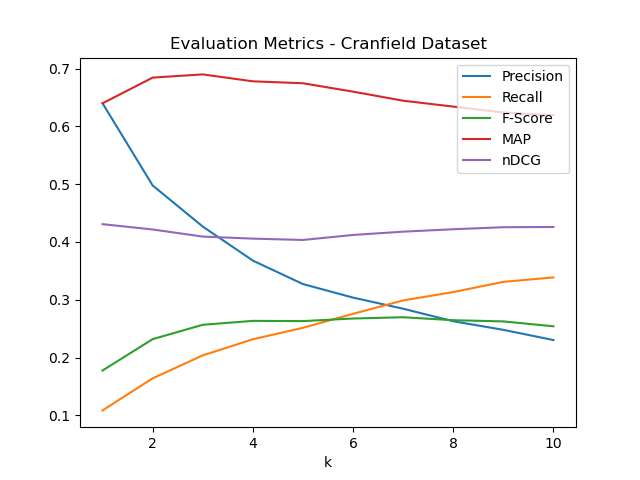 Evaluation Metrics - Cranfield Dataset
0.7
0.6
0.5
0.4
0.3
0.2
0.1
Precision
Recall
F-Score
MAP
nDCG
2
4
6
8
10
k